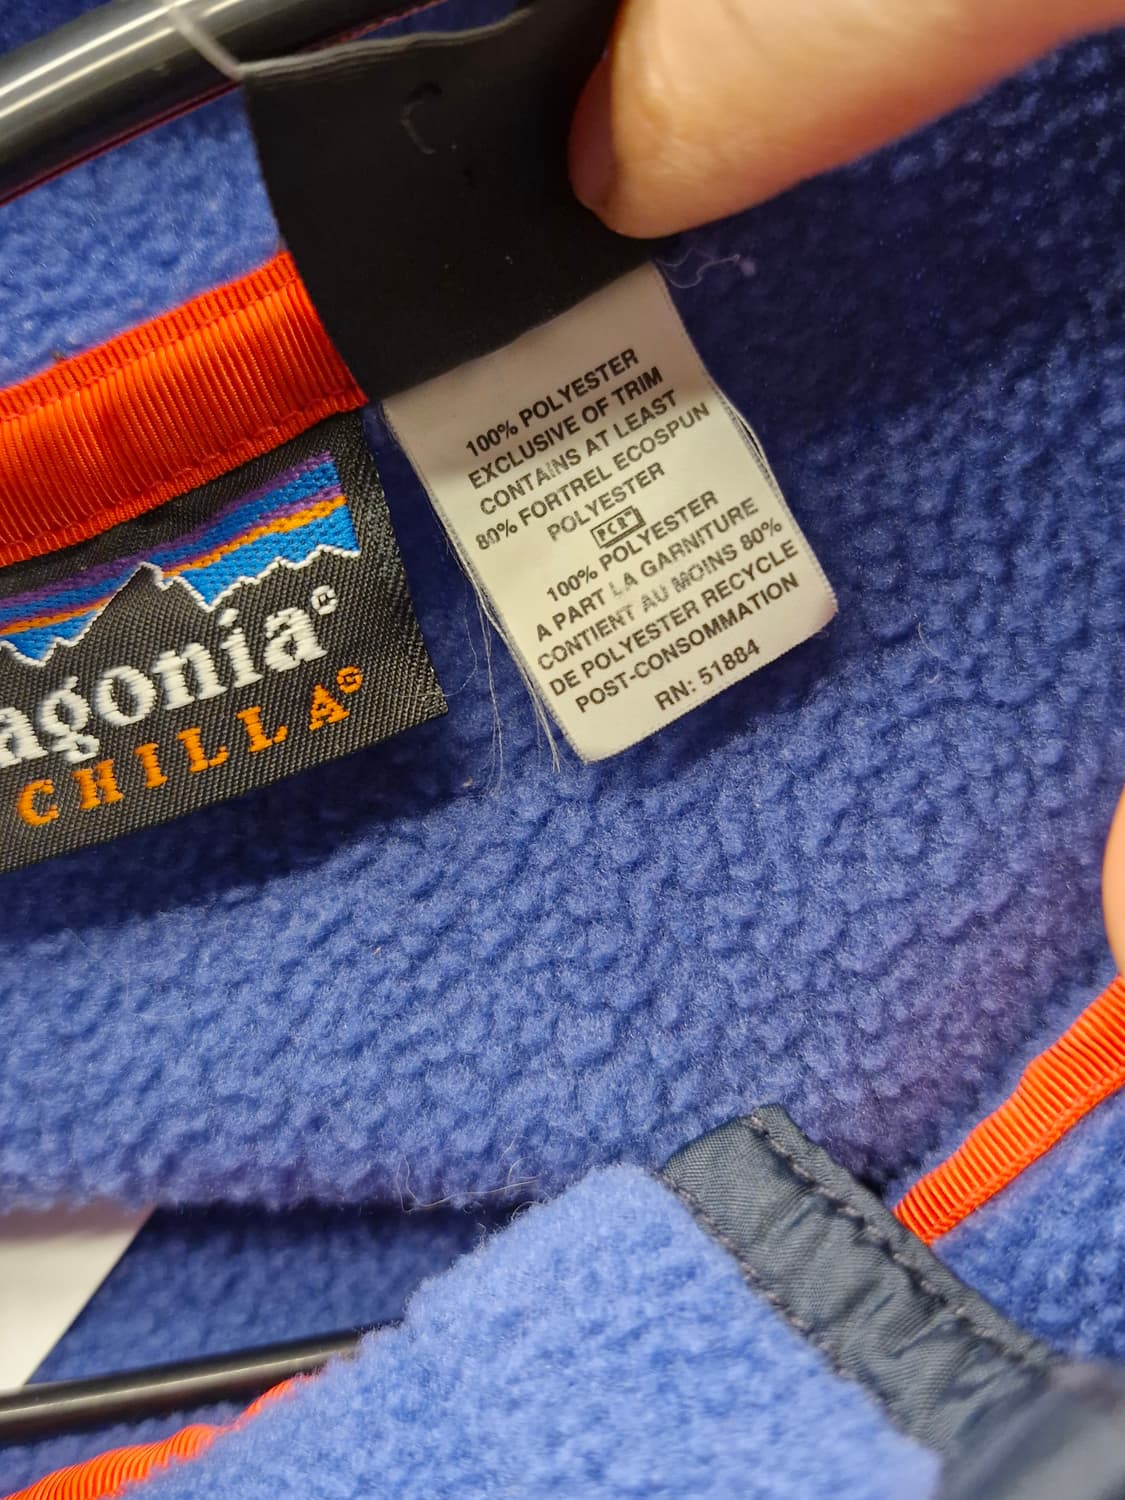 agonia®
CHILLA
100% POLYESTER
EXCLUSIVE OF TRIM
CONTAINS AT LEAST
80% FORTREL ECOSPUN
POLYESTER
PCR
100% POLYESTER
A PART LA GARNITURE
CONTIENT AU MOINS 80%
DE POLYESTER RECYCLE
POST-CONSOMMATION
RN: 51884